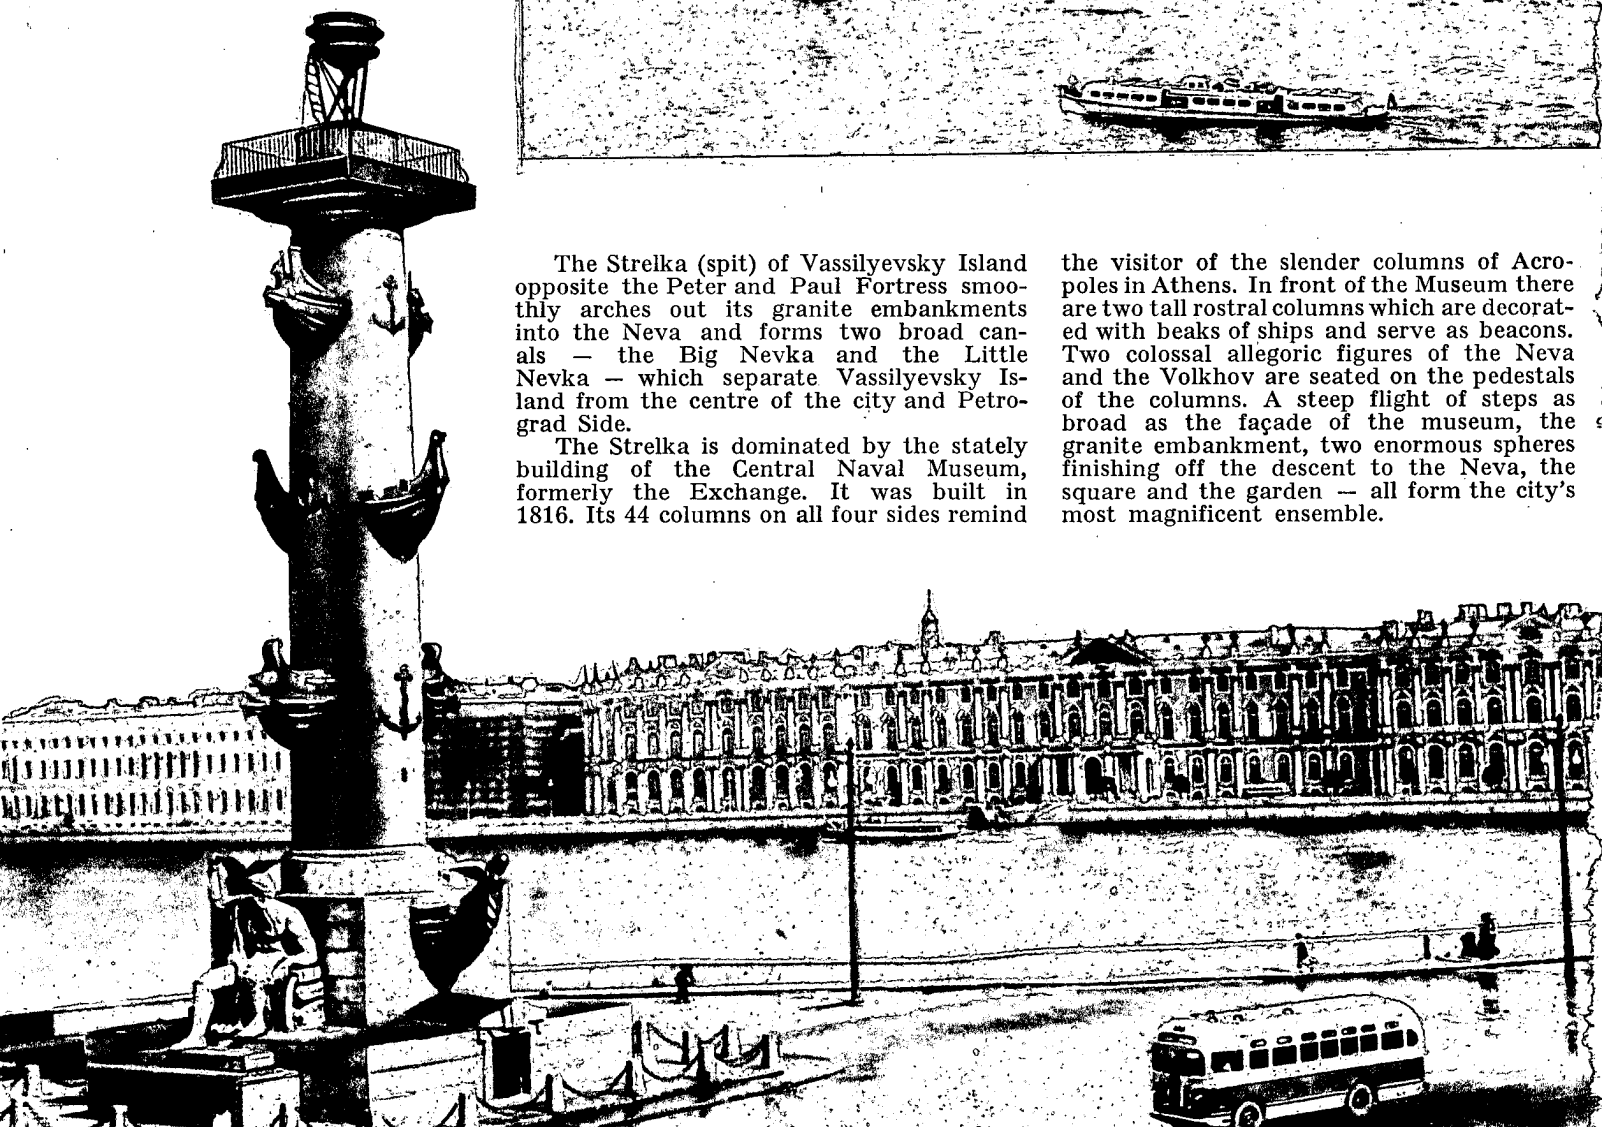 The Strelka (spit) of Vassilyevsky Island
opposite the Peter and Paul Fortress smoo-
thly arches out its granite embankments
into the Neva and forms two broad can-
als — the Big Nevka and the Little
Nevka — which separate Vassilyevsky Is-
land from the centre of the city and Petro-
grad Side.
The Strelka is dominated by the stately
building of the Central Naval Museum,
formerly the Exchange. It was built in
1816. Its 44 columns on all four sides remind
the visitor of the slender columns of Acro-
poles in Athens. In front of the Museum there
are two tall rostral columns which are decorat-
ed with beaks of ships and serve as beacons.
Two colossal allegoric figures of the Neva
and the Volkhov are seated on the pedestals
of the columns. A steep flight of steps as
broad as the façade of the museum, the
granite embankment, two enormous spheres
finishing off the descent to the Neva, the
square and the garden — all form the city's
most magnificent ensemble.